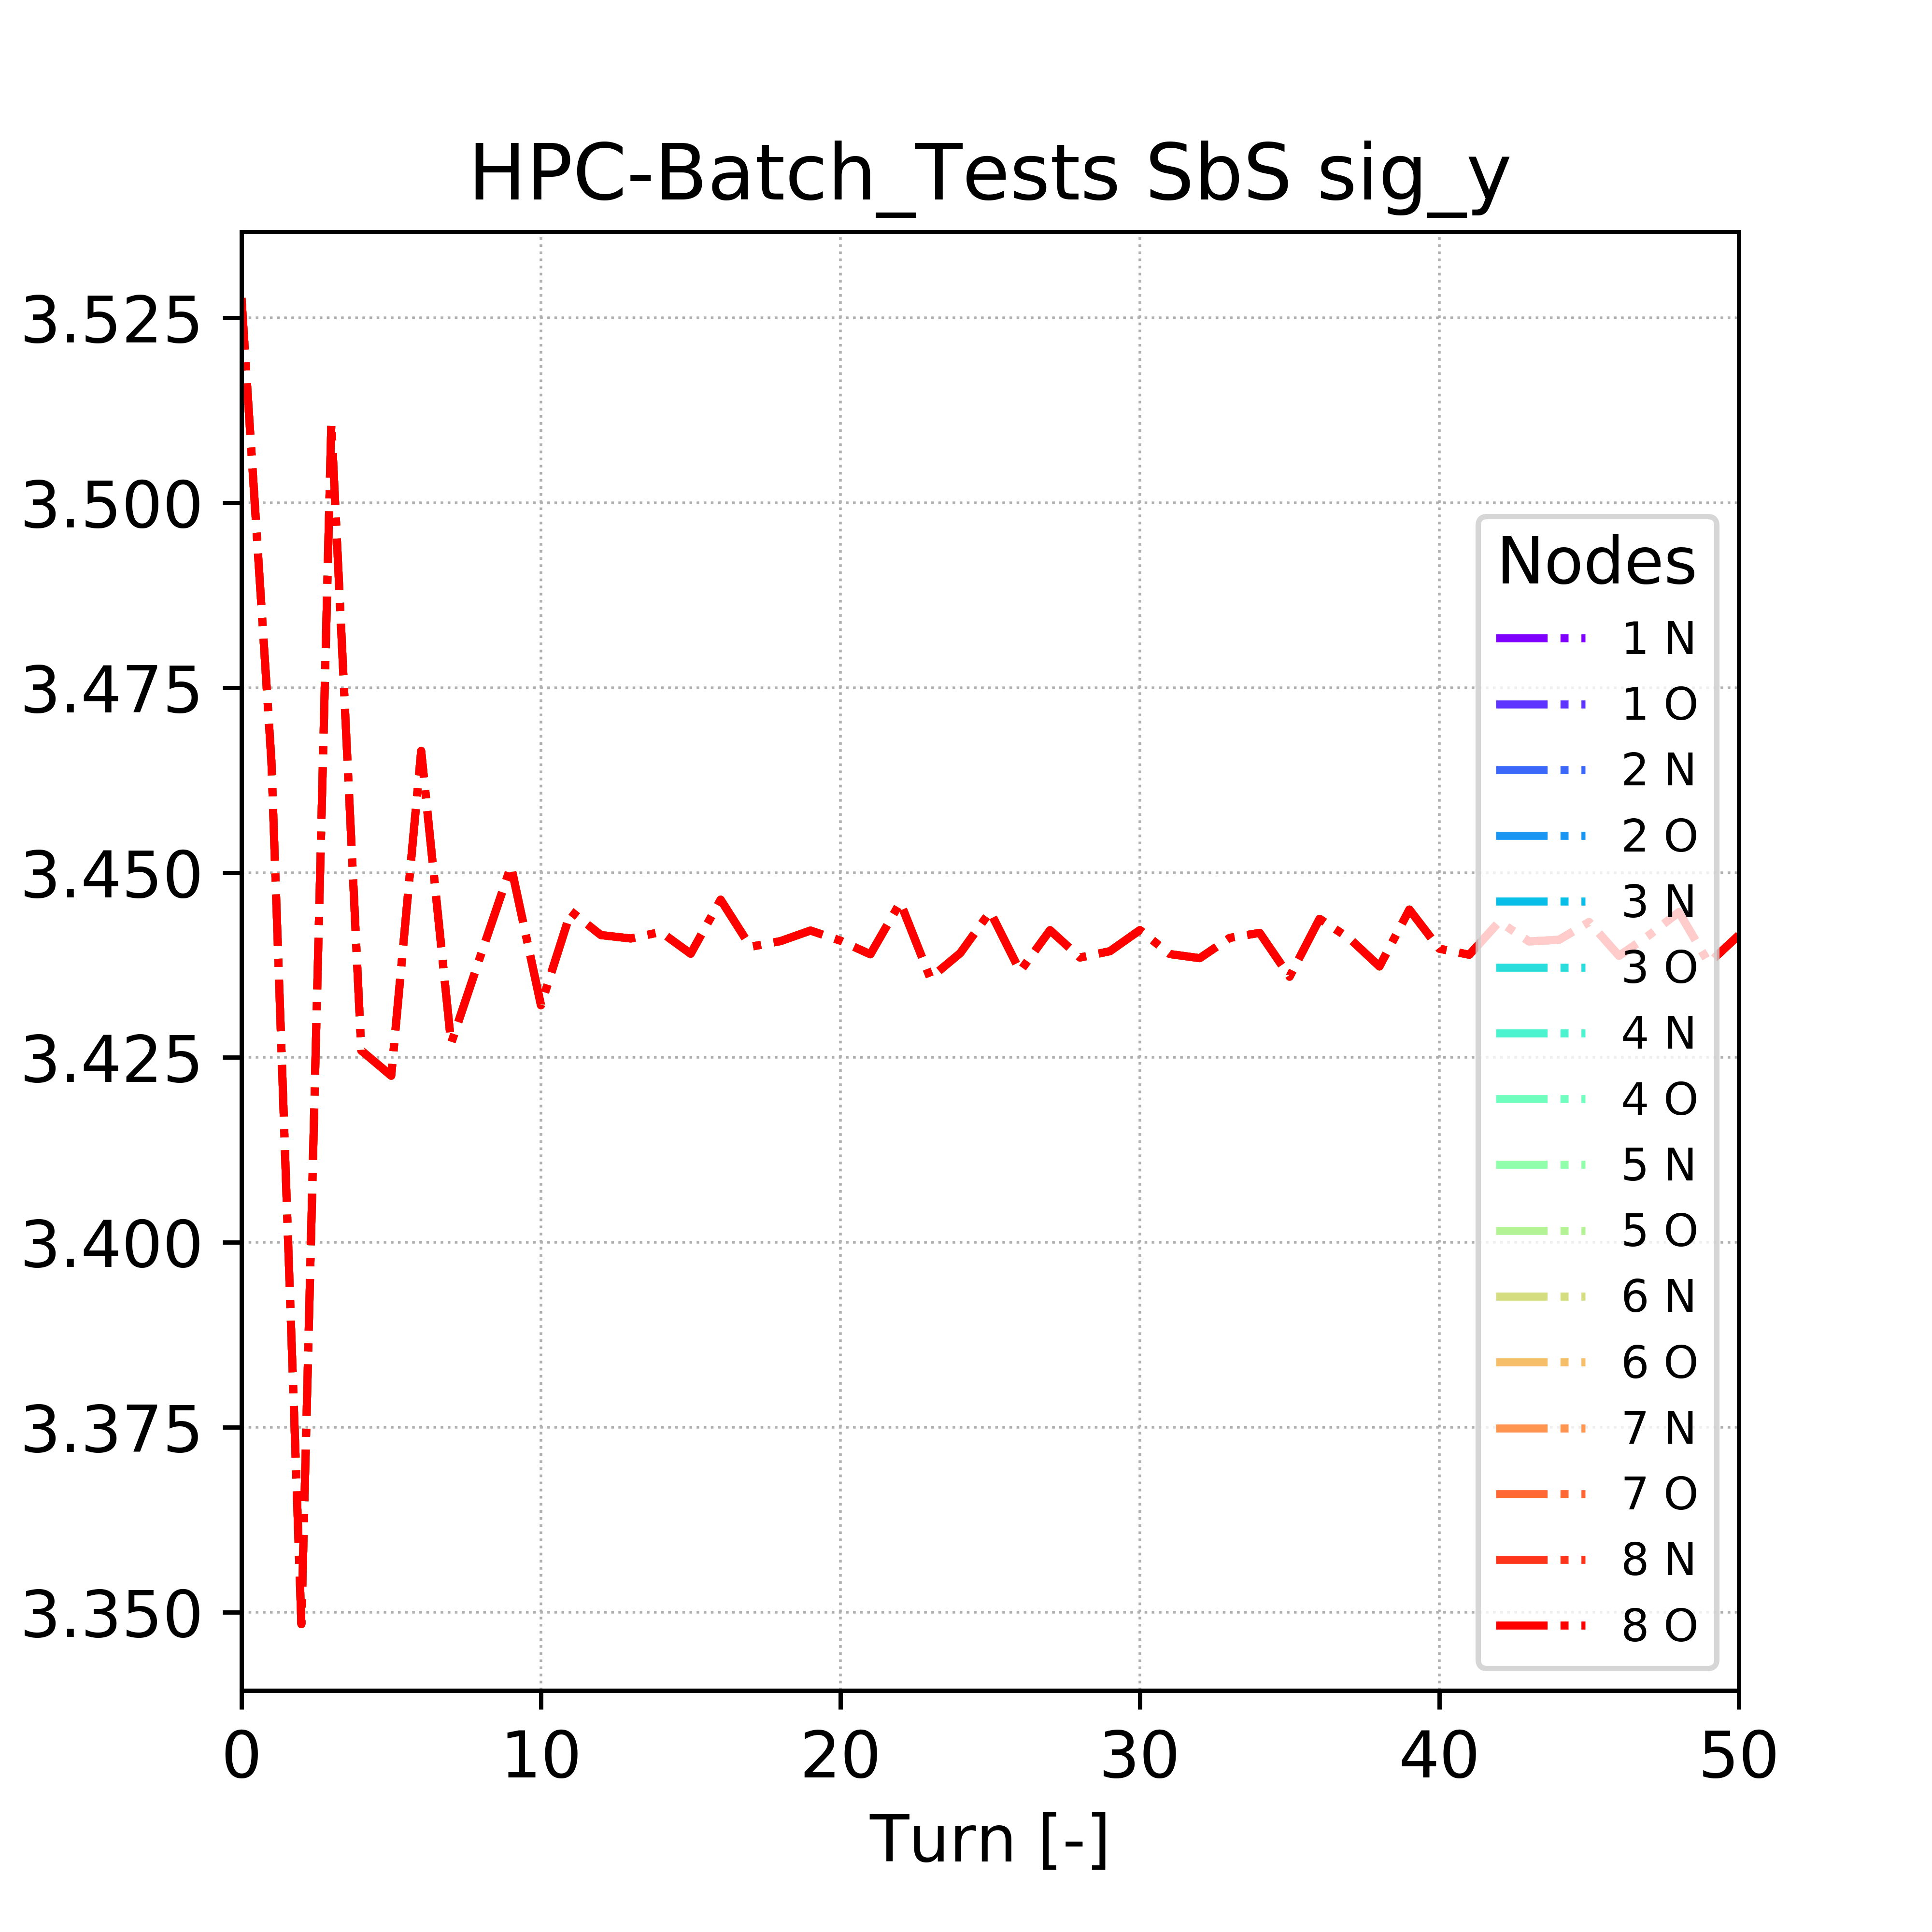 HPC-Batch_Tests SbS sig_y
3.525
3.500
3.475
3.450
3.425
3.400
3.375
3.350
Nodes
1 N
1 O
2 N
2 O
3 N
3 O
4 N
4 O
5 N
5 O
6 N
6 O
7 N
7 O
8 N
8 O
0 10 20 30 40 50
Turn [-]